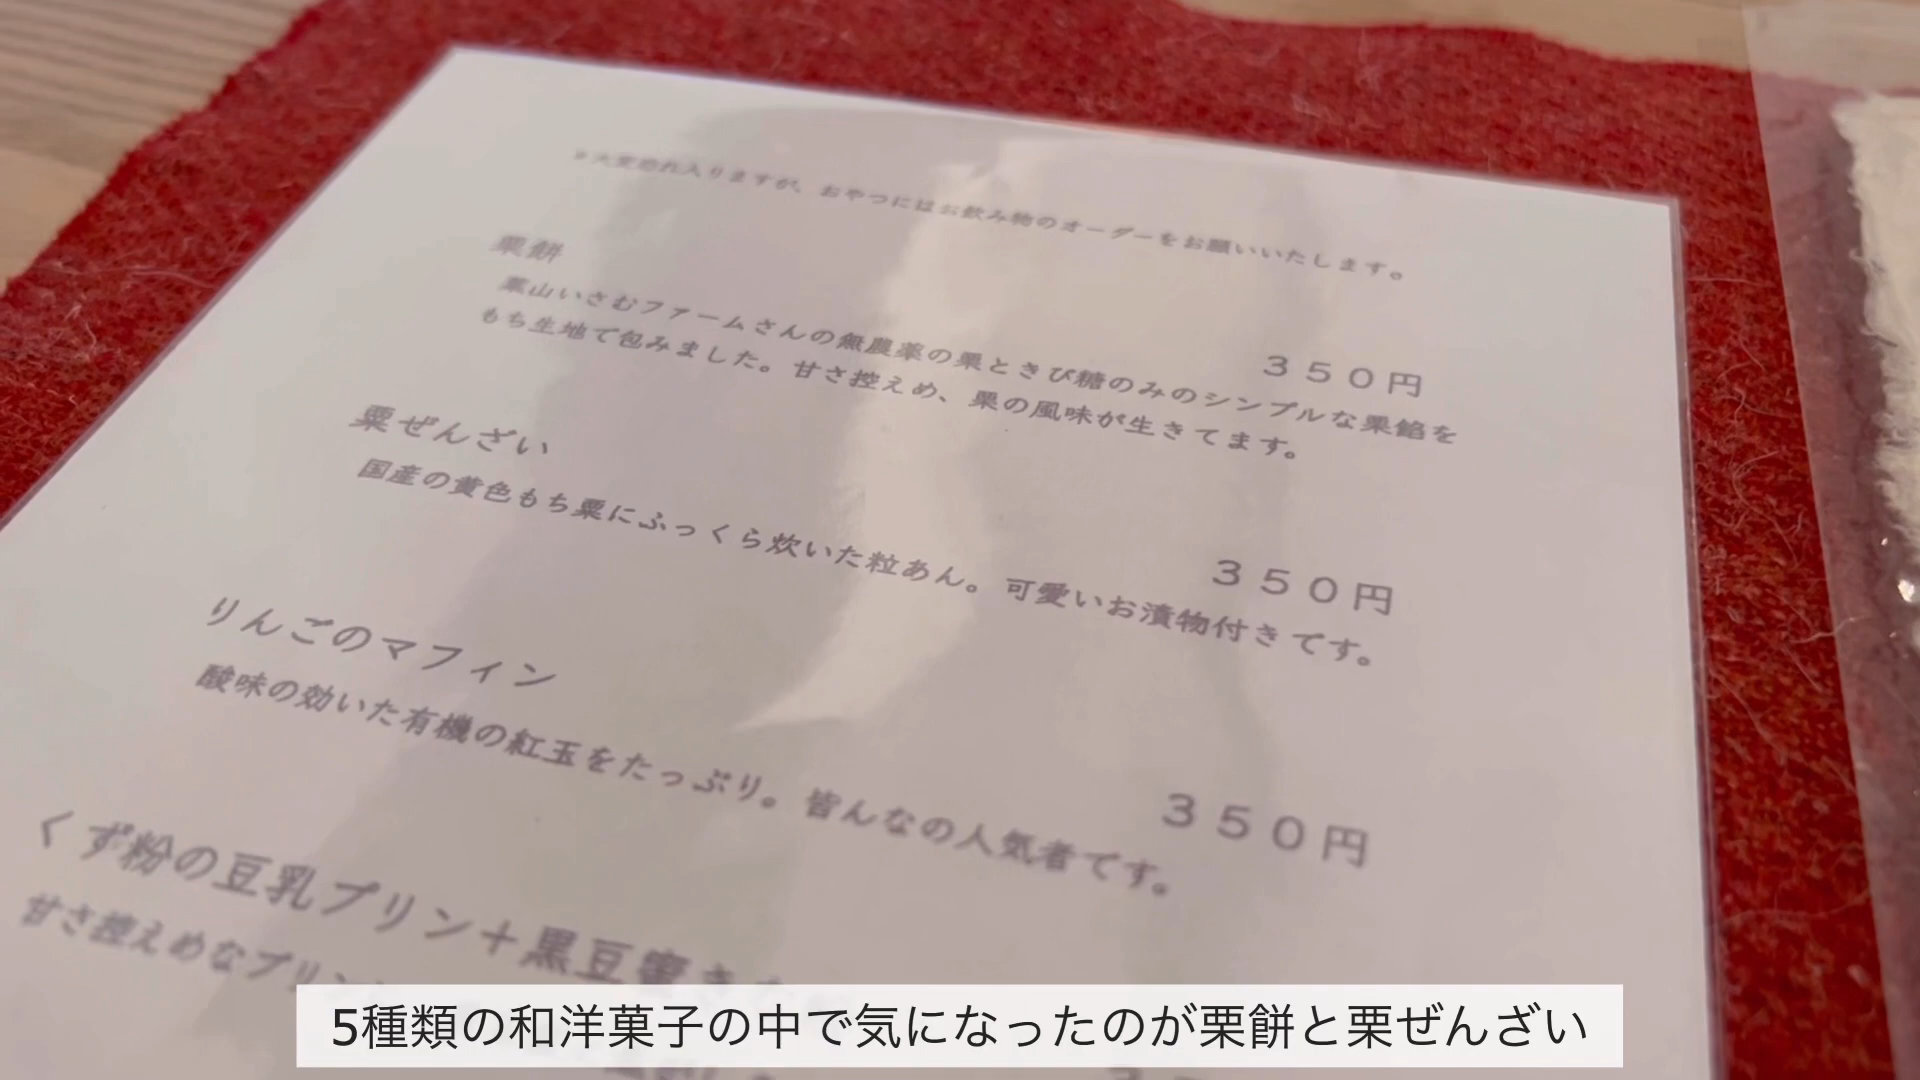 ＊大変恐れ入りますが、おやつにはお飲み物のオーダーをお願いいたします。
栗餅
350円
栗山いさむファームさんの無農薬の栗ときび糖のみのシンプルな栗餡を
もち生地で包みました。甘さ控えめ、栗の風味が生きてます。
粟ぜんざい
350円
国産の黄色もち粟にふっくら炊いた粒あん。可愛いお漬物付きです。
りんごのマフィン
350円
酸味の効いた有機の紅玉をたっぷり。皆んなの人気者です。
くず粉の豆乳プリン＋黒豆蜜き
甘さ控えめなプリン
5種類の和洋菓子の中で気になったのが栗餅と栗ぜんざい